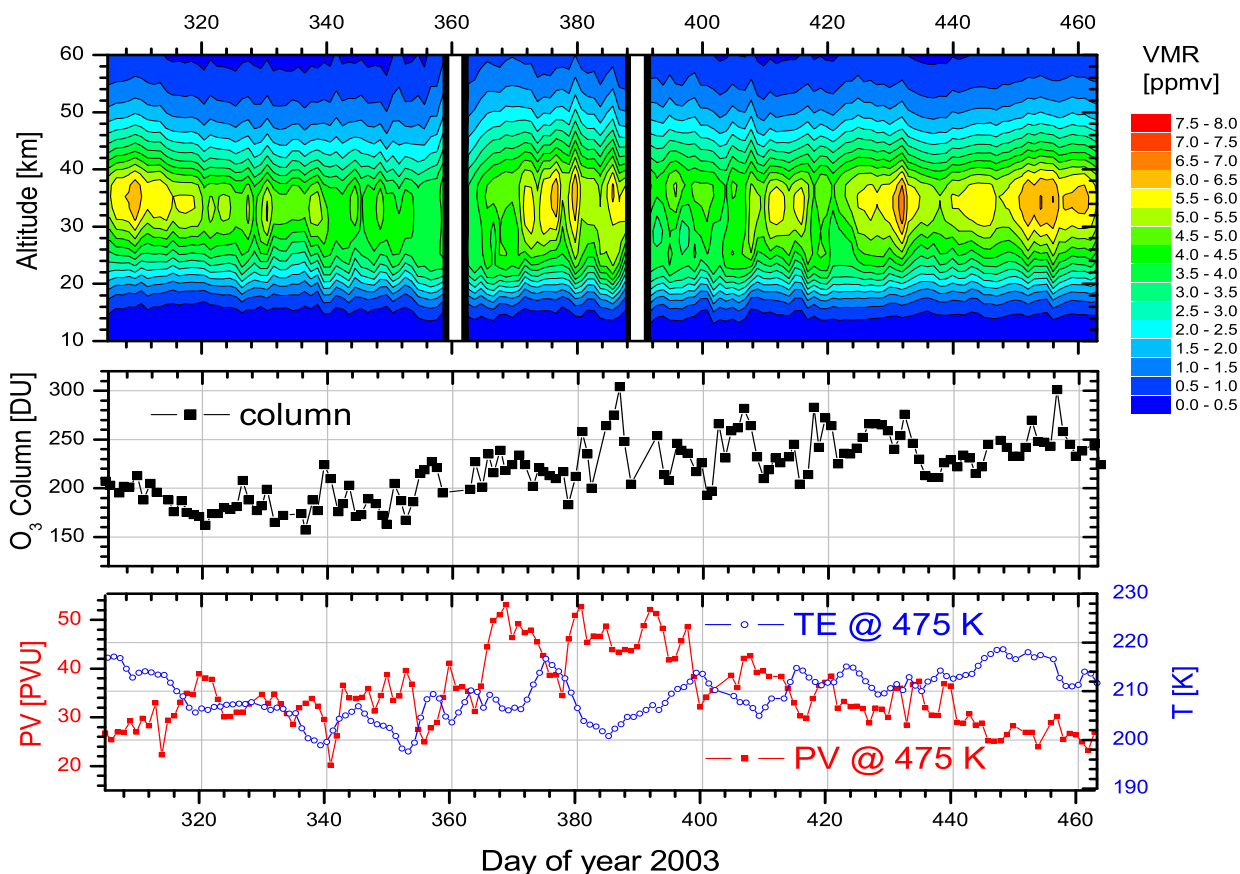 320 340 360 380 400 420 440 460
60
50
40
30
20
10
Altitude [km]
VMR
[ppmv]
7.5 - 8.0
7.0 - 7.5
6.5 - 7.0
6.0 - 6.5
5.5 - 6.0
5.0 - 5.5
4.5 - 5.0
4.0 - 4.5
3.5 - 4.0
3.0 - 3.5
2.5 - 3.0
2.0 - 2.5
1.5 - 2.0
1.0 - 1.5
0.5 - 1.0
0.0 - 0.5
300
250
200
150
O3 Column [DU]
column
50
40
30
20
PV [PVU]
TE @ 475 K
PV @ 475 K
230
220
210
200
190
T [K]
320 340 360 380 400 420 440 460
Day of year 2003